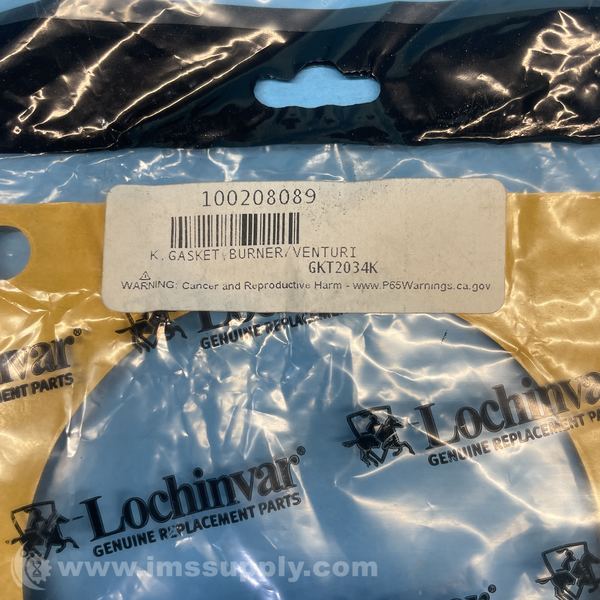 100208089
K.GASKET,BURNER/VENTURI
GKT2034K
WARNING: Cancer and Reproductive Harm - www.P65Warnings.ca.gov
GENUINE REPLACEMENT
Lochinvar®
REPLACEMENT PARTS
Lochinvar
GENUINE REPLACEMENT PARTS
Lochinvar®
GENUINE REPLACEMENT PARTS
www.imssupply.com